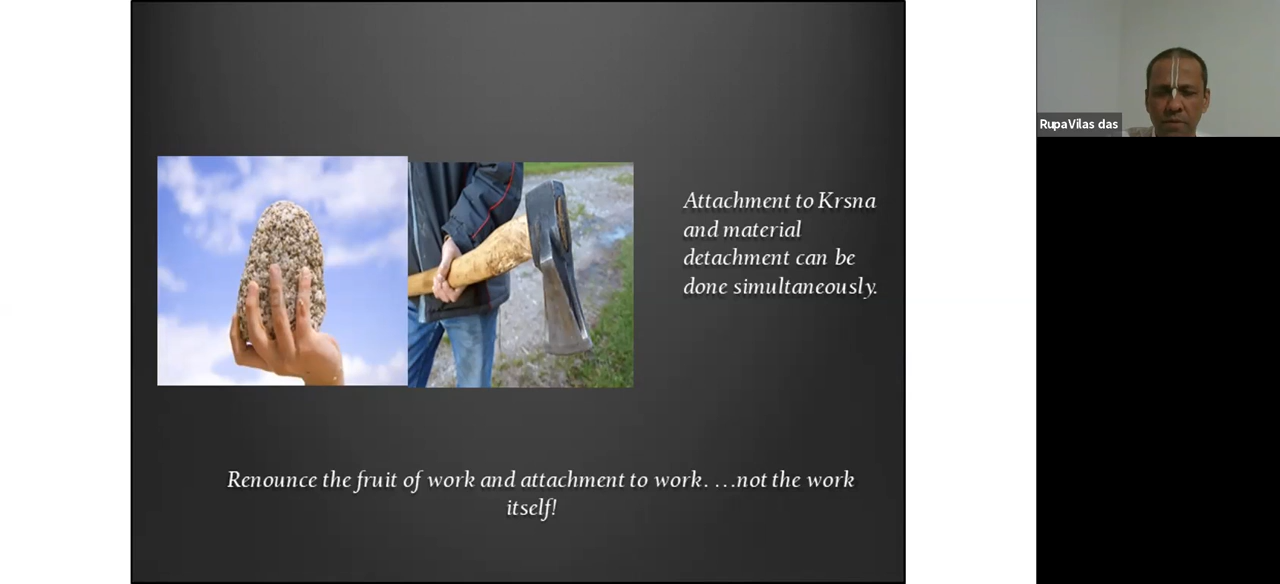 Attachment to Krsna
and material
detachment can be
done simultaneously.
Renounce the fruit of work and attachment to work. …not the work
itself!
RupaVilas das